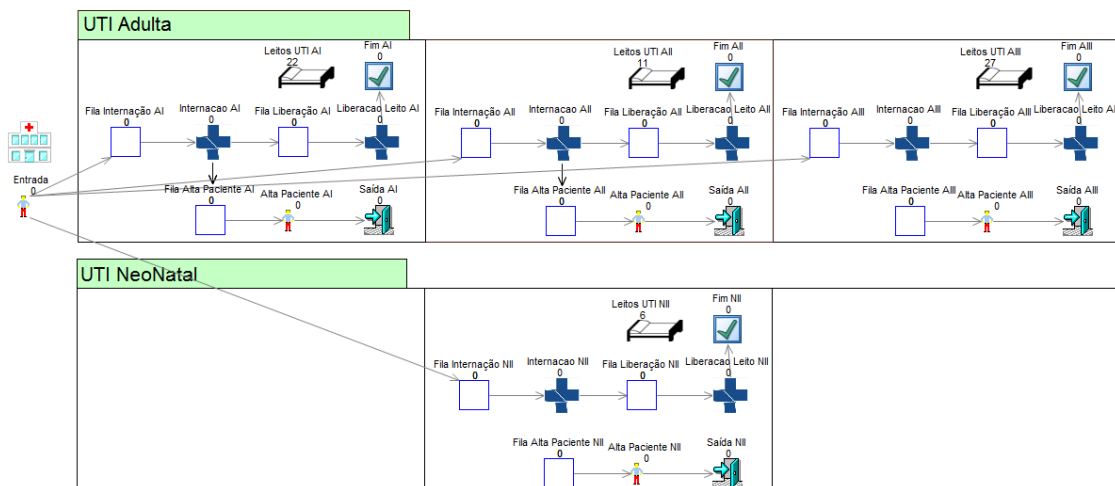 UTI Adulta
Leitos UTI AI
22
Fim AI
0
Fila Internação AI
0
Internacao AI
0
Fila Liberação AI
0
Liberacao Leito AI
0
Fila Alta Paciente AI
0
Alta Paciente AI
0
Saída AI
0
Leitos UTI AII
11
Fim AII
0
Fila Internação AII
0
Internacao AII
0
Fila Liberação AII
0
Liberacao Leito AII
0
Fila Alta Paciente AII
0
Alta Paciente AII
0
Saída AII
0
Leitos UTI AIII
27
Fim AIII
0
Fila Internação AIII
0
Internacao AIII
0
Fila Liberação AIII
0
Liberacao Leito AIII
0
Fila Alta Paciente AIII
0
Alta Paciente AIII
0
Saída AIII
0
Entrada
0
UTI NeoNatal
Leitos UTI NII
6
Fim NII
0
Fila Internação NII
0
Internacao NII
0
Fila Liberação NII
0
Liberacao Leito NII
0
Fila Alta Paciente NII
0
Alta Paciente NII
0
Saída NII
0